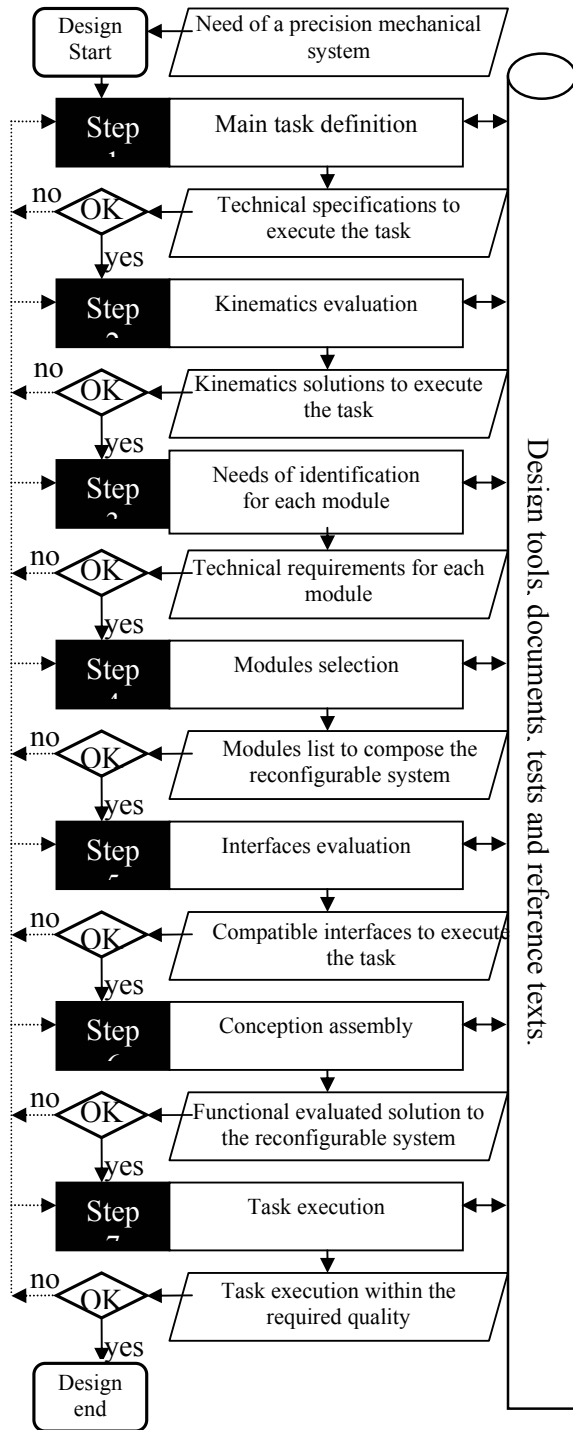 Design
Start
Need of a precision mechanical
system
Step
Main task definition
no
OK
Technical specifications to
execute the task
yes
Step
Kinematics evaluation
no
OK
Kinematics solutions to execute
the task
yes
Step
Needs of identification
for each module
no
OK
Technical requirements for each
module
yes
Step
Modules selection
no
OK
Modules list to compose the
reconfigurable system
yes
Step
Interfaces evaluation
no
OK
Compatible interfaces to execute
the task
yes
Step
Conception assembly
no
OK
Functional evaluated solution to
the reconfigurable system
yes
Step
Task execution
no
OK
Task execution within the
required quality
yes
Design
end
Design tools, documents, tests and reference texts.